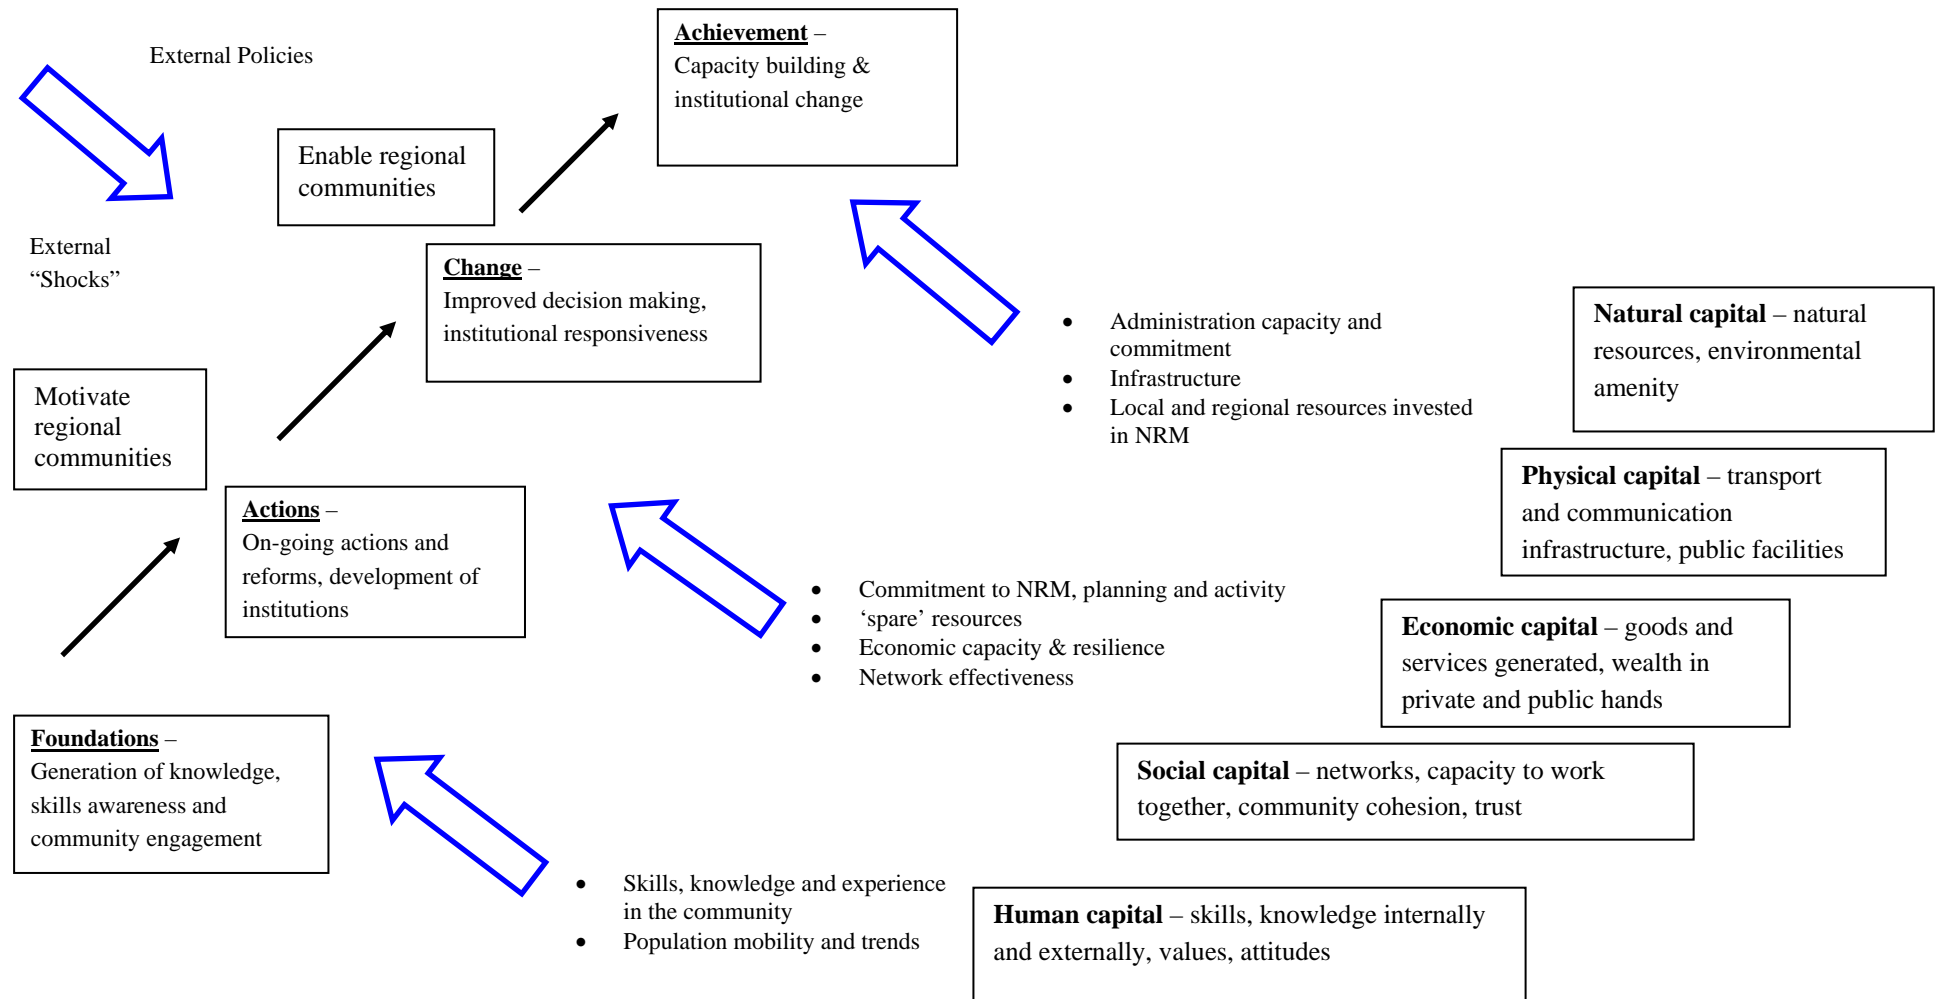 External Policies
Achievement –
Capacity building &
institutional change
Enable regional
communities
External
“Shocks”
Change –
Improved decision making,
institutional responsiveness
Motivate
regional
communities
Actions –
On-going actions and
reforms, development of
institutions
Foundations –
Generation of knowledge,
skills awareness and
community engagement
• Administration capacity and
commitment
• Infrastructure
• Local and regional resources invested
in NRM
• Commitment to NRM, planning and activity
• ‘spare’ resources
• Economic capacity & resilience
• Network effectiveness
• Skills, knowledge and experience
in the community
• Population mobility and trends
Natural capital – natural
resources, environmental
amenity
Physical capital – transport
and communication
infrastructure, public facilities
Economic capital – goods and
services generated, wealth in
private and public hands
Social capital – networks, capacity to work
together, community cohesion, trust
Human capital – skills, knowledge internally
and externally, values, attitudes